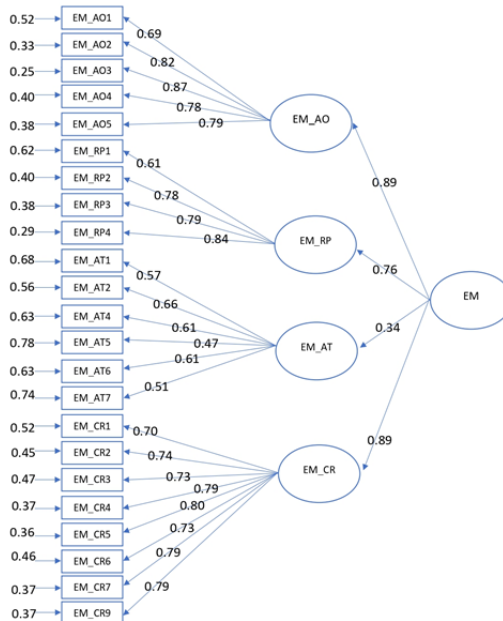 0.52 EM_AO1 0.69
0.33 EM_AO2 0.82
0.25 EM_AO3 0.87
0.40 EM_AO4 0.78
0.38 EM_AO5 0.79
EM_AO
0.62 EM_RP1 0.61
0.40 EM_RP2 0.78
0.38 EM_RP3 0.79
0.29 EM_RP4 0.84
EM_RP
0.68 EM_AT1 0.57
0.56 EM_AT2 0.66
0.63 EM_AT4 0.61
0.78 EM_AT5 0.47
0.63 EM_AT6 0.61
0.74 EM_AT7 0.51
EM_AT
0.52 EM_CR1 0.70
0.45 EM_CR2 0.74
0.47 EM_CR3 0.73
0.37 EM_CR4 0.79
0.36 EM_CR5 0.80
0.46 EM_CR6 0.73
0.37 EM_CR7 0.79
0.37 EM_CR9 0.79
EM_CR
0.89
0.76
0.34
0.89
EM